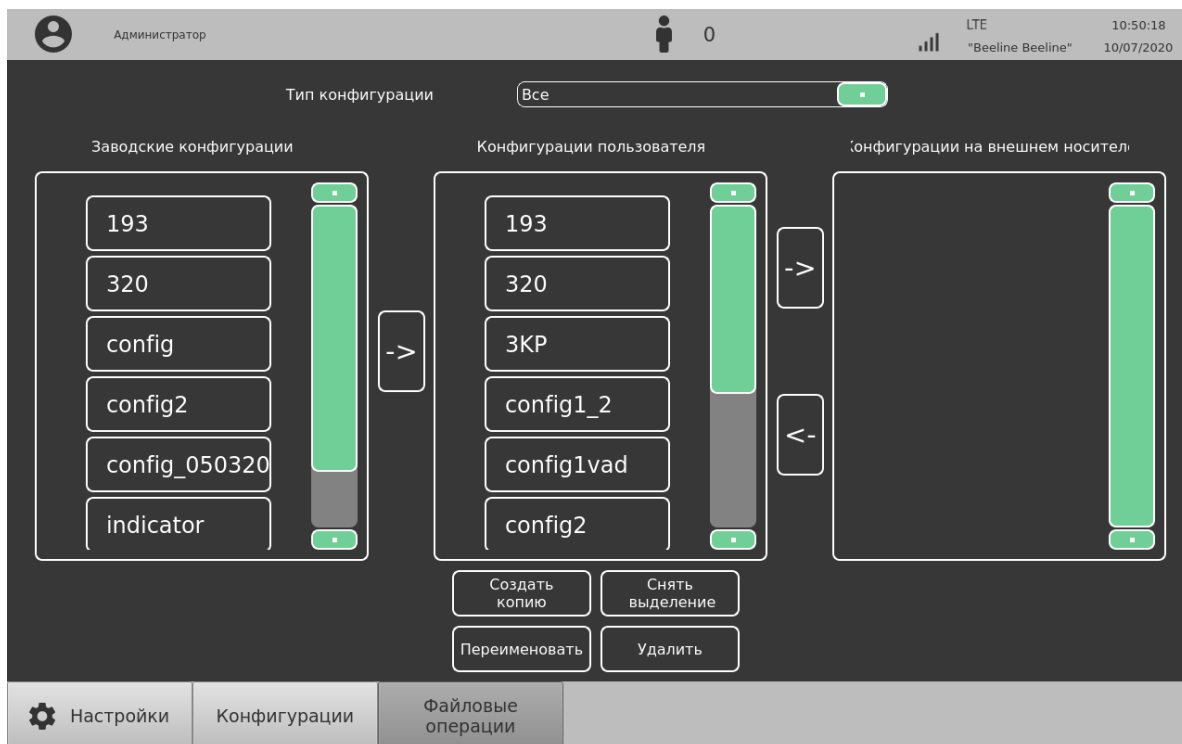 Администратор
0
LTE
"Beeline Beeline"
10:50:18
10/07/2020
Тип конфигурации
Все
Заводские конфигурации
Конфигурации пользователя
Конфигурации на внешнем носител
193
320
config
config2
config_050320
indicator
->
193
320
3KP
config1_2
config1vad
config2
->
<-
Создать
копию
Снять
выделение
Переименовать
Удалить
Настройки
Конфигурации
Файловые
операции